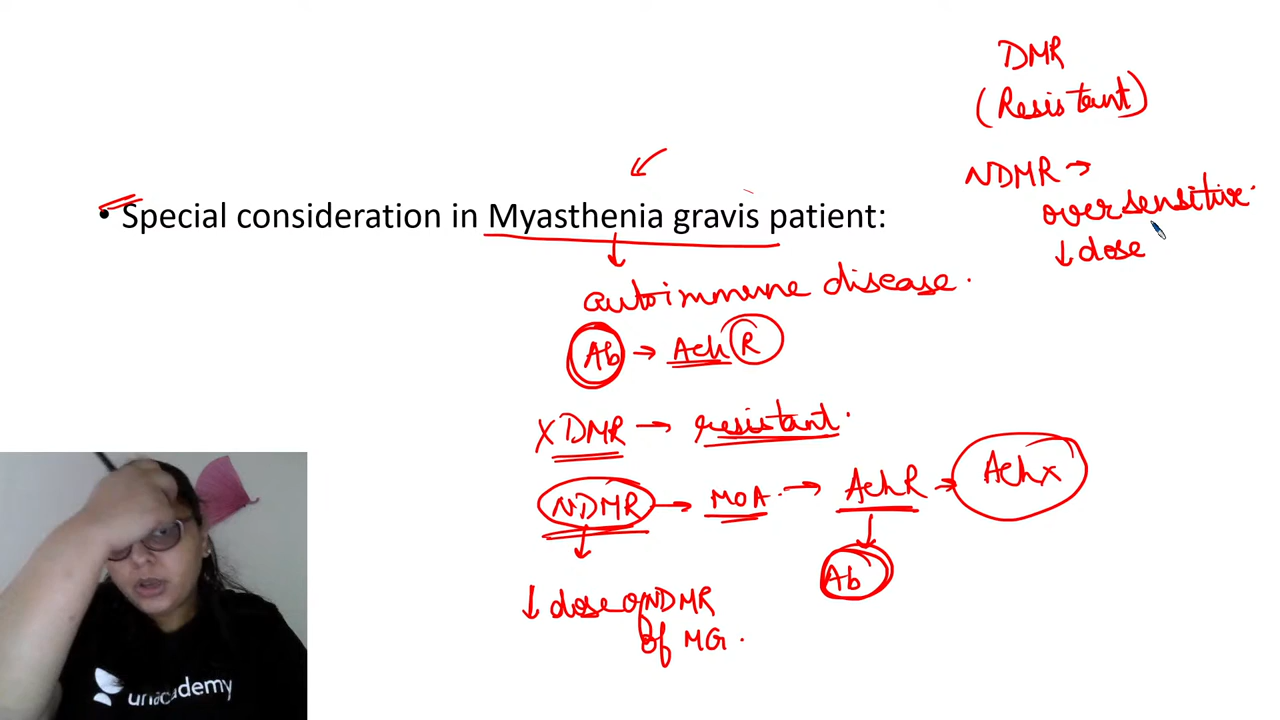 DMR
(Resistant)
NDMR →
oversensitive.
↓ dose
• Special consideration in Myasthenia gravis patient:
autoimmune disease.
Ab → AchR
X DMR → resistant.
NDMR → MOA → AchR → Achx
Ab
↓ dose of NDMR
of MG.
unacademy